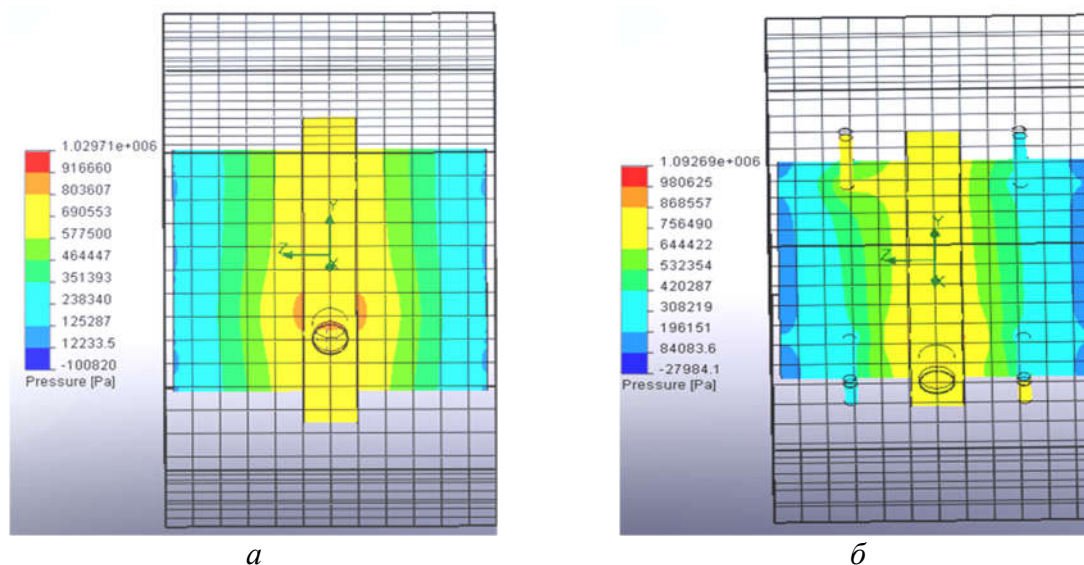 1.02971e+006
916660
803607
690553
577500
464447
351393
238340
125287
12233.5
-100820
Pressure [Pa]
Y
Z
X
а
1.09269e+006
980625
868557
756490
644422
532354
420287
308219
196151
84083.6
-27984.1
Pressure [Pa]
Y
Z
X
б